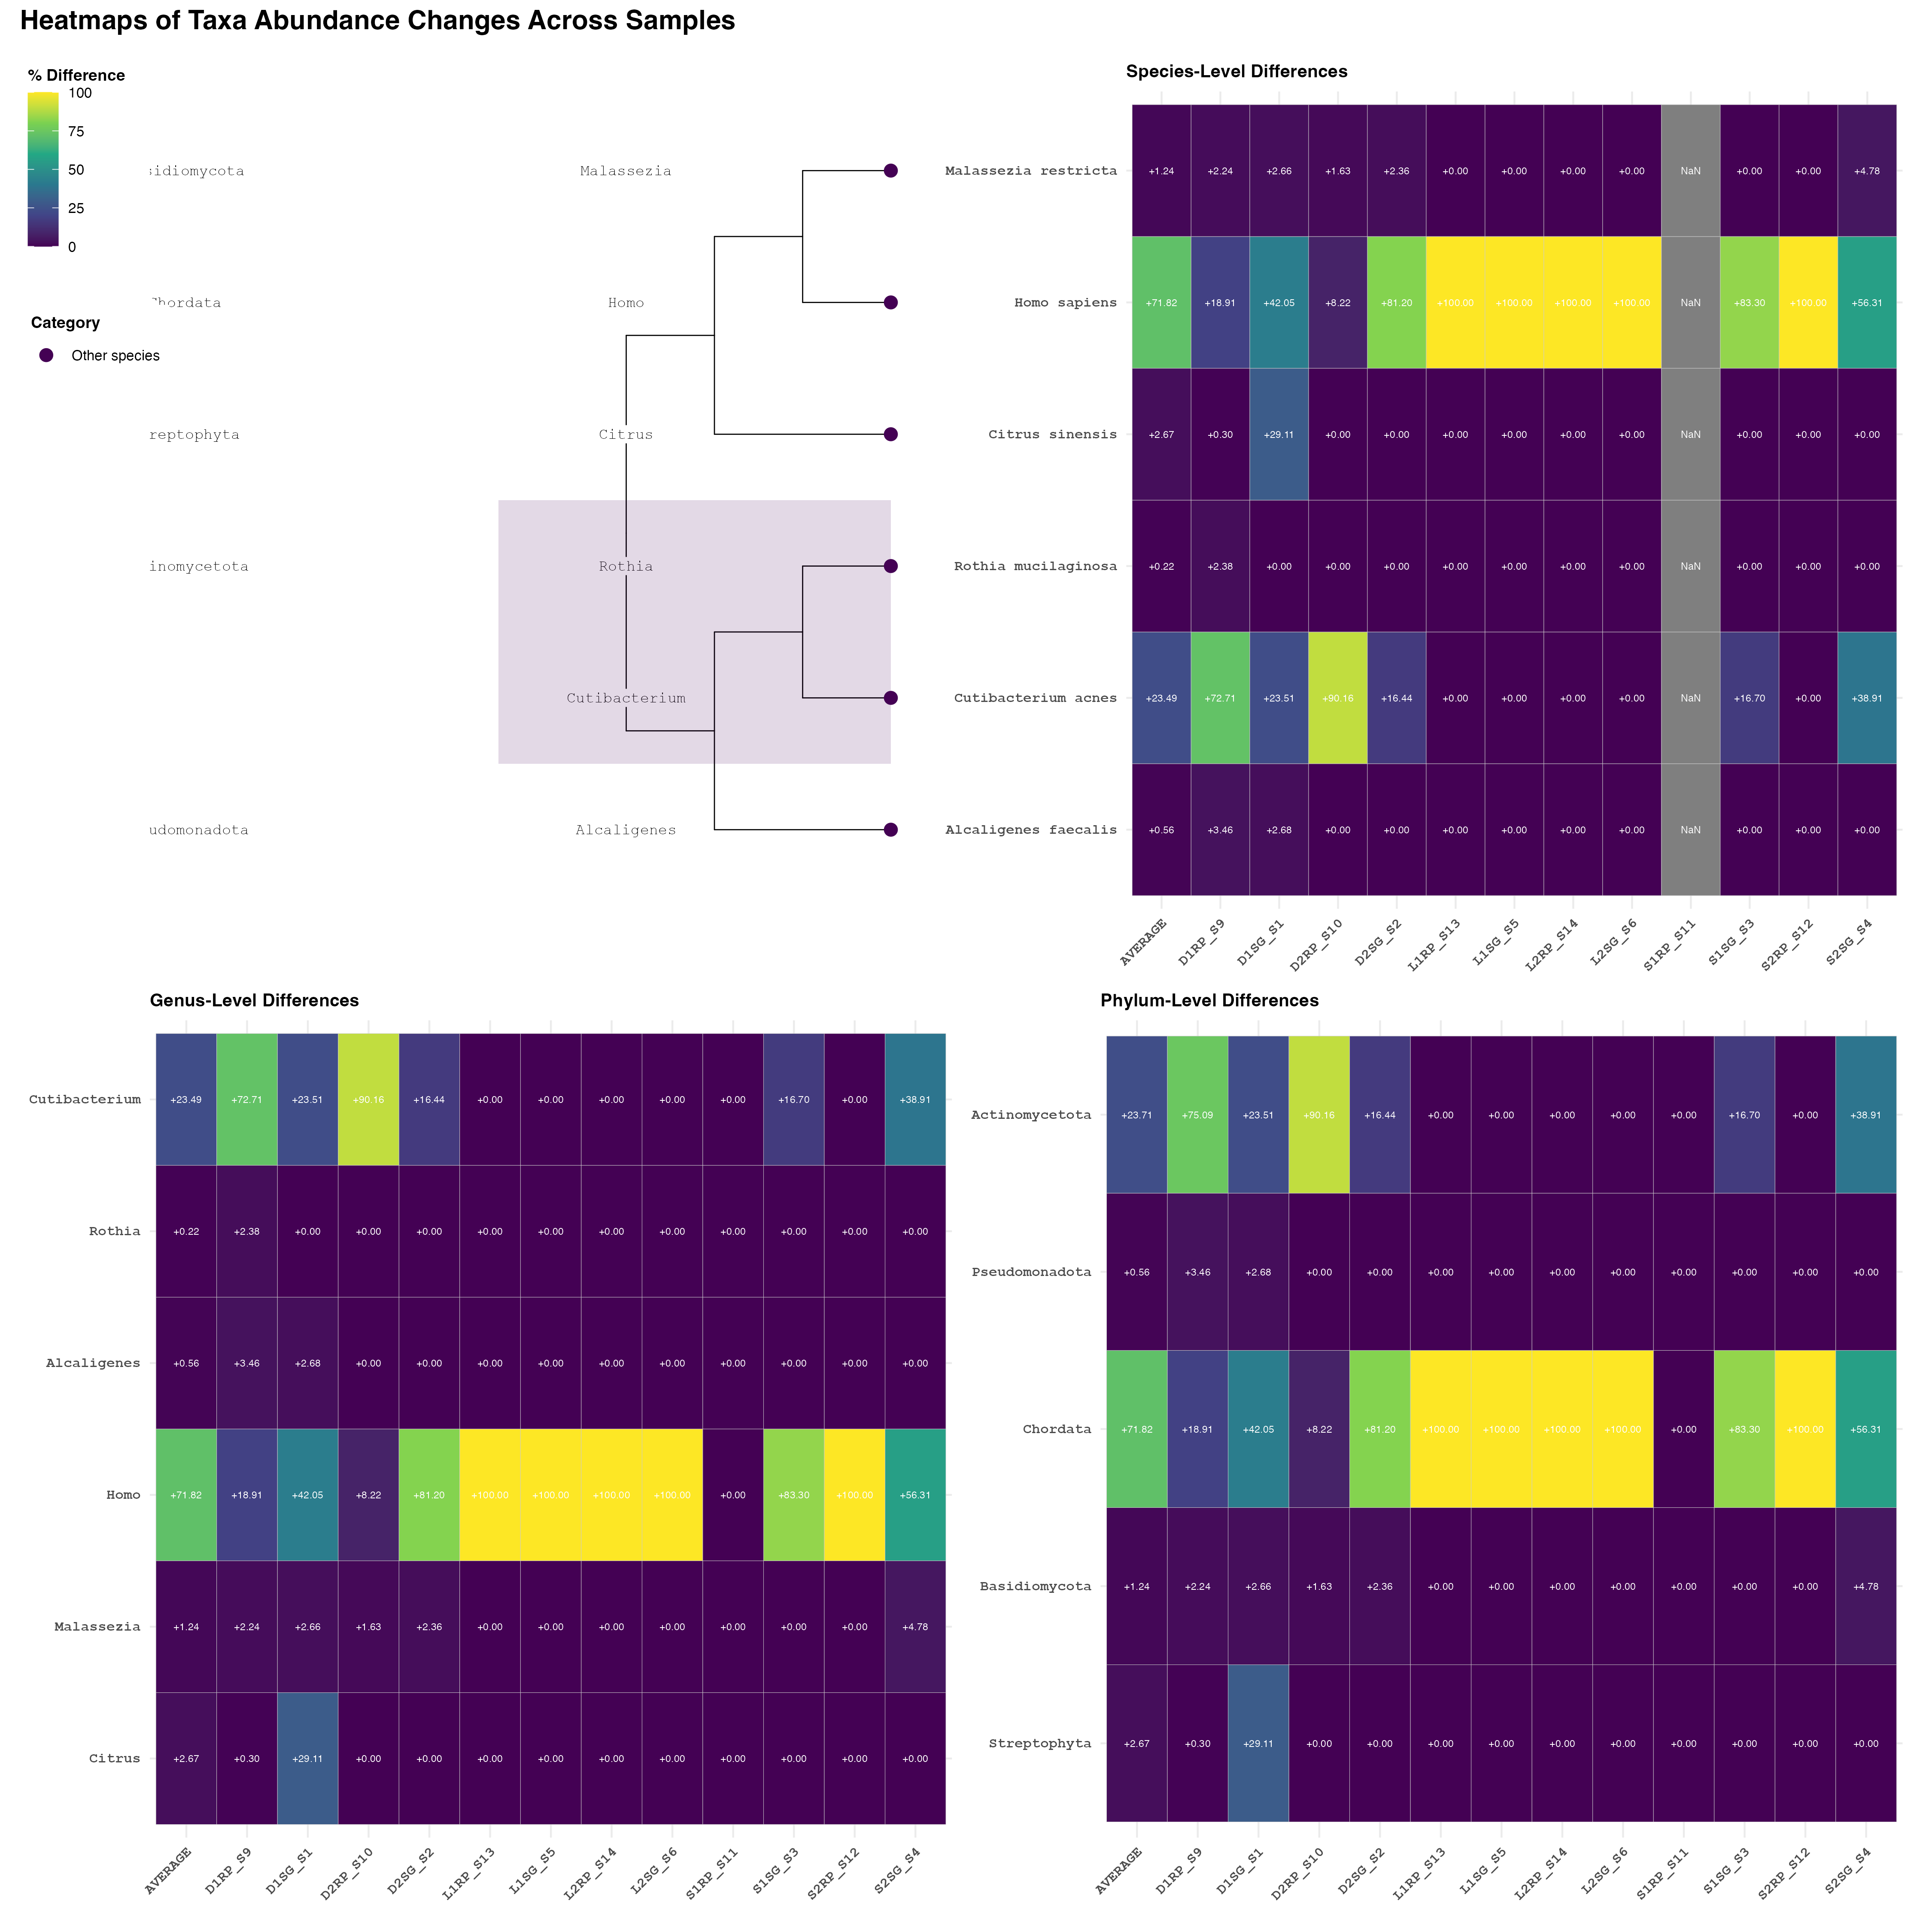 Heatmaps of Taxa Abundance Changes Across Samples
% Difference
100
75
50
25
0
Category
Other species
sidiomycota
Chordata
reptophyta
inomycetota
udomonadota
Malassezia
Homo
Citrus
Rothia
Cutibacterium
Alcaligenes
Species-Level Differences
Malassezia restricta +1.24 +2.24 +2.66 +1.63 +2.36 +0.00 +0.00 +0.00 +0.00 NaN +0.00 +0.00 +4.78
Homo sapiens +71.82 +18.91 +42.05 +8.22 +81.20 +100.00 +100.00 +100.00 +100.00 NaN +83.30 +100.00 +56.31
Citrus sinensis +2.67 +0.30 +29.11 +0.00 +0.00 +0.00 +0.00 +0.00 +0.00 NaN +0.00 +0.00 +0.00
Rothia mucilaginosa +0.22 +2.38 +0.00 +0.00 +0.00 +0.00 +0.00 +0.00 +0.00 NaN +0.00 +0.00 +0.00
Cutibacterium acnes +23.49 +72.71 +23.51 +90.16 +16.44 +0.00 +0.00 +0.00 +0.00 NaN +16.70 +0.00 +38.91
Alcaligenes faecalis +0.56 +3.46 +2.68 +0.00 +0.00 +0.00 +0.00 +0.00 +0.00 NaN +0.00 +0.00 +0.00
AVERAGE D1RP_S9 D1SG_S1 D2RP_S10 D2SG_S2 L1RP_S13 L1SG_S5 L2RP_S14 L2SG_S6 S1RP_S11 S1SG_S3 S2RP_S12 S2SG_S4
Genus-Level Differences
Cutibacterium +23.49 +72.71 +23.51 +90.16 +16.44 +0.00 +0.00 +0.00 +0.00 +0.00 +16.70 +0.00 +38.91
Rothia +0.22 +2.38 +0.00 +0.00 +0.00 +0.00 +0.00 +0.00 +0.00 +0.00 +0.00 +0.00 +0.00
Alcaligenes +0.56 +3.46 +2.68 +0.00 +0.00 +0.00 +0.00 +0.00 +0.00 +0.00 +0.00 +0.00 +0.00
Homo +71.82 +18.91 +42.05 +8.22 +81.20 +100.00 +100.00 +100.00 +100.00 +0.00 +83.30 +100.00 +56.31
Malassezia +1.24 +2.24 +2.66 +1.63 +2.36 +0.00 +0.00 +0.00 +0.00 +0.00 +0.00 +0.00 +4.78
Citrus +2.67 +0.30 +29.11 +0.00 +0.00 +0.00 +0.00 +0.00 +0.00 +0.00 +0.00 +0.00 +0.00
AVERAGE D1RP_S9 D1SG_S1 D2RP_S10 D2SG_S2 L1RP_S13 L1SG_S5 L2RP_S14 L2SG_S6 S1RP_S11 S1SG_S3 S2RP_S12 S2SG_S4
Phylum-Level Differences
Actinomycetota +23.71 +75.09 +23.51 +90.16 +16.44 +0.00 +0.00 +0.00 +0.00 +0.00 +16.70 +0.00 +38.91
Pseudomonadota +0.56 +3.46 +2.68 +0.00 +0.00 +0.00 +0.00 +0.00 +0.00 +0.00 +0.00 +0.00 +0.00
Chordata +71.82 +18.91 +42.05 +8.22 +81.20 +100.00 +100.00 +100.00 +100.00 +0.00 +83.30 +100.00 +56.31
Basidiomycota +1.24 +2.24 +2.66 +1.63 +2.36 +0.00 +0.00 +0.00 +0.00 +0.00 +0.00 +0.00 +4.78
Streptophyta +2.67 +0.30 +29.11 +0.00 +0.00 +0.00 +0.00 +0.00 +0.00 +0.00 +0.00 +0.00 +0.00
AVERAGE D1RP_S9 D1SG_S1 D2RP_S10 D2SG_S2 L1RP_S13 L1SG_S5 L2RP_S14 L2SG_S6 S1RP_S11 S1SG_S3 S2RP_S12 S2SG_S4